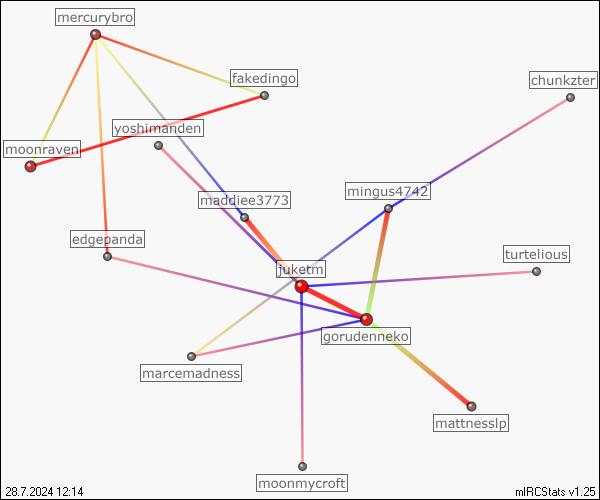 mercurybro
fakedingo
chunkzter
yoshimanden
moonraven
mingus4742
maddiee3773
edgepanda
turtelious
juketm
gorudenneko
marcemadness
mattnesslp
moonmycroft
28.7.2024 12:14
mIRCStats v1.25